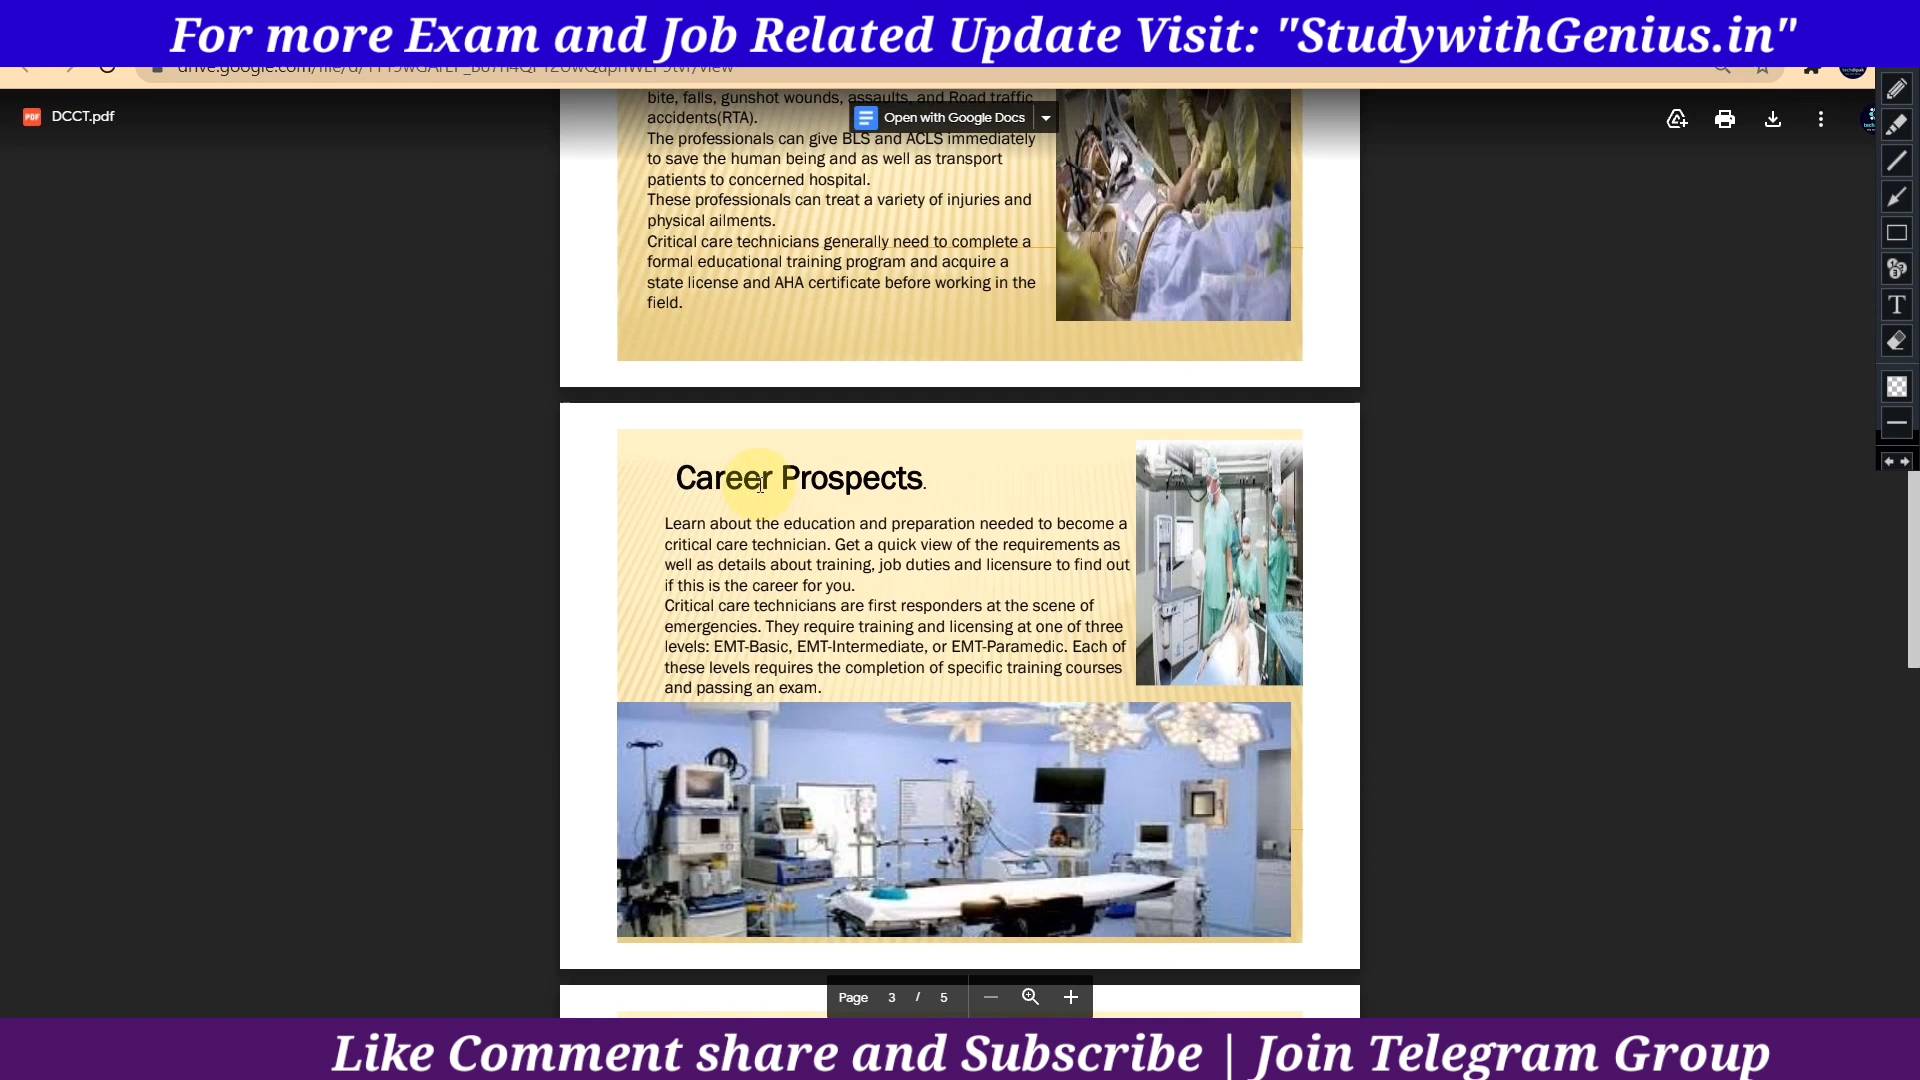 For more Exam and Job Related Update Visit: "StudywithGenius.in"
DCCT.pdf
Open with Google Docs
bite, falls, gunshot wounds, assaults, and Road traffic
accidents(RTA).
The professionals can give BLS and ACLS immediately
to save the human being and as well as transport
patients to concerned hospital.
These professionals can treat a variety of injuries and
physical ailments.
Critical care technicians generally need to complete a
formal educational training program and acquire a
state license and AHA certificate before working in the
field.
Career Prospects.
Learn about the education and preparation needed to become a
critical care technician. Get a quick view of the requirements as
well as details about training, job duties and licensure to find out
if this is the career for you.
Critical care technicians are first responders at the scene of
emergencies. They require training and licensing at one of three
levels: EMT-Basic, EMT-Intermediate, or EMT-Paramedic. Each of
these levels requires the completion of specific training courses
and passing an exam.
Page 3 / 5
Like Comment share and Subscribe | Join Telegram Group